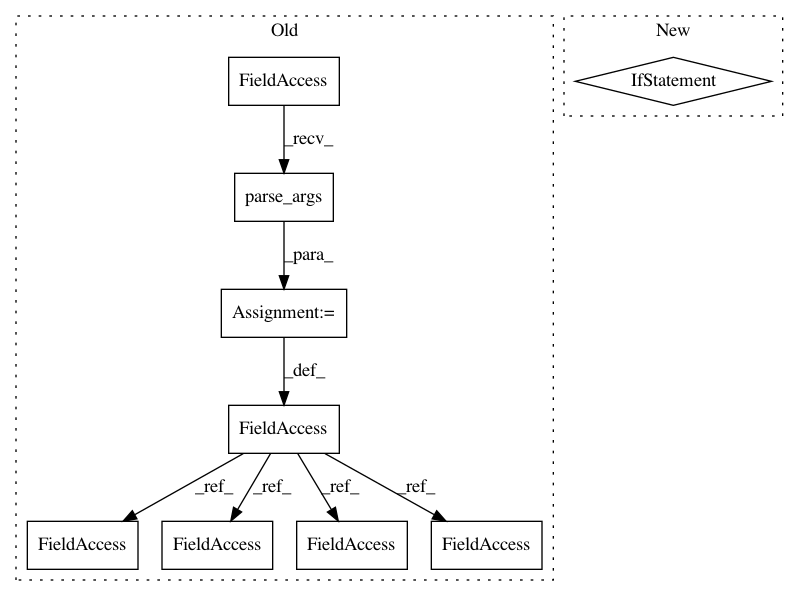 Old
New
FieldAccess
IfStatement
_recv_
parse_args
_para_
Assignment:=
_def_
FieldAccess
_ref_ _ref_ _ref_ _ref_
FieldAccess FieldAccess FieldAccess FieldAccess